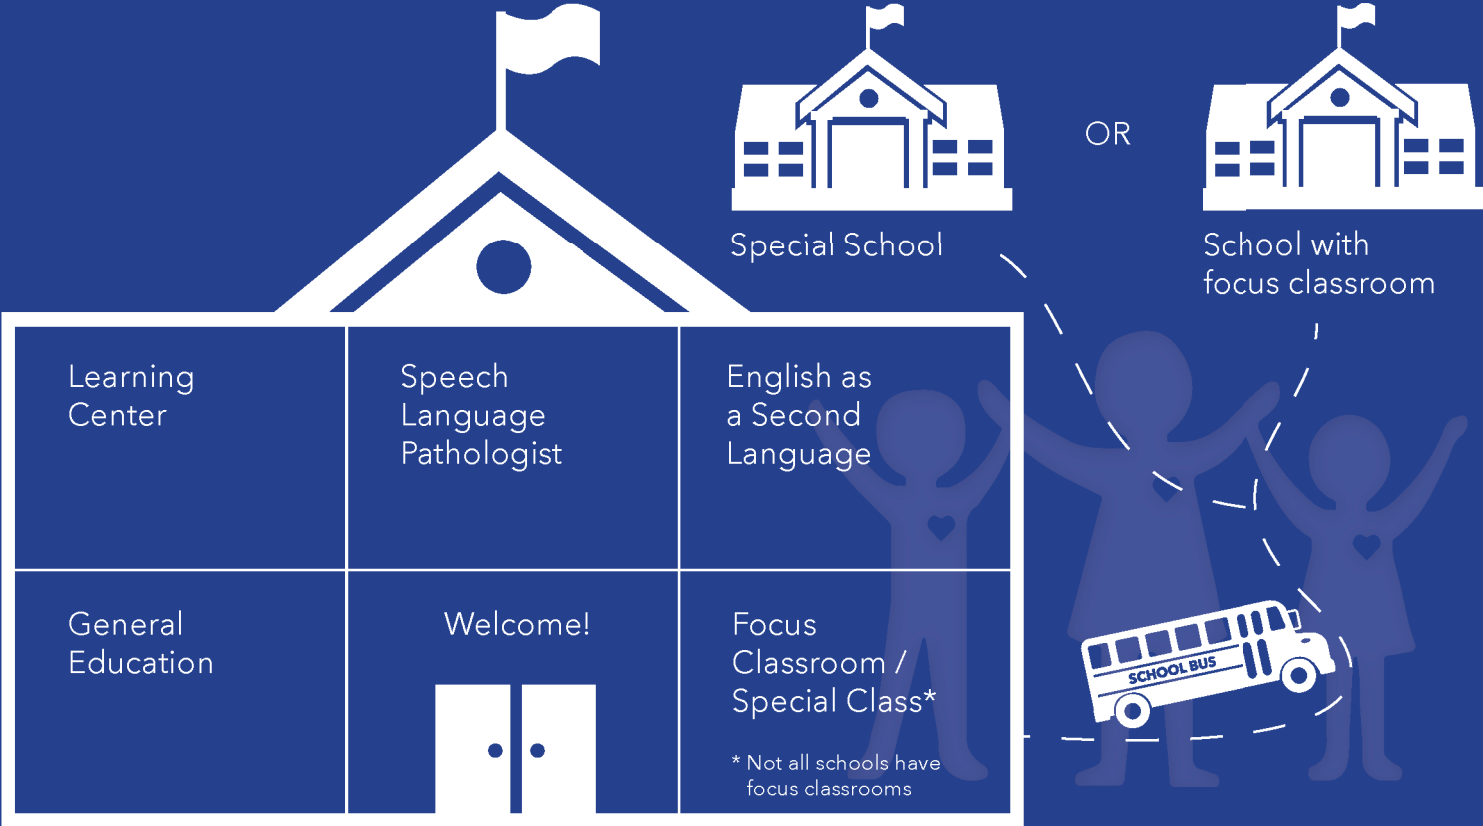 Special School
OR
School with
focus classroom
Learning
Center
Speech
Language
Pathologist
English as
a Second
Language
General
Education
Welcome!
Focus
Classroom /
Special Class*
* Not all schools have
focus classrooms
SCHOOL BUS